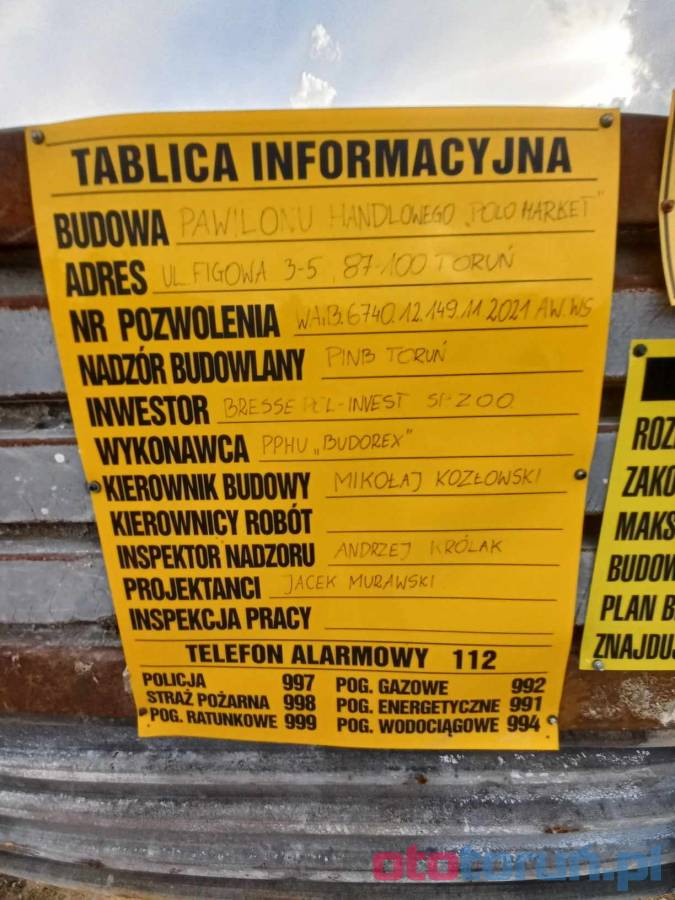 TABLICA INFORMACYJNA
BUDOWA PAWILONU HANDLOWEGO „POLO MARKET"
ADRES UL. FIGOWA 3-5, 87-100 TORUŃ
NR POZWOLENIA WAiB.6740.12.149.11.2021 AW.WS
NADZÓR BUDOWLANY PINB TORUŃ
INWESTOR BRESSE POL-INVEST SP. ZOO
WYKONAWCA PPHU „BUDOREX"
KIEROWNIK BUDOWY MIKOŁAJ KOZŁOWSKI
KIEROWNICY ROBÓT
INSPEKTOR NADZORU ANDRZEJ KRÓLAK
PROJEKTANCI JACEK MURAWSKI
INSPEKCJA PRACY
TELEFON ALARMOWY 112
POLICJA 997 POG. GAZOWE 992
STRAŻ POŻARNA 998 POG. ENERGETYCZNE 991
POG. RATUNKOWE 999 POG. WODOCIĄGOWE 994
ROZ
ZAKO
MAKS
BUDOW
PLAN B
ZNAJDU
ototoruń.pl